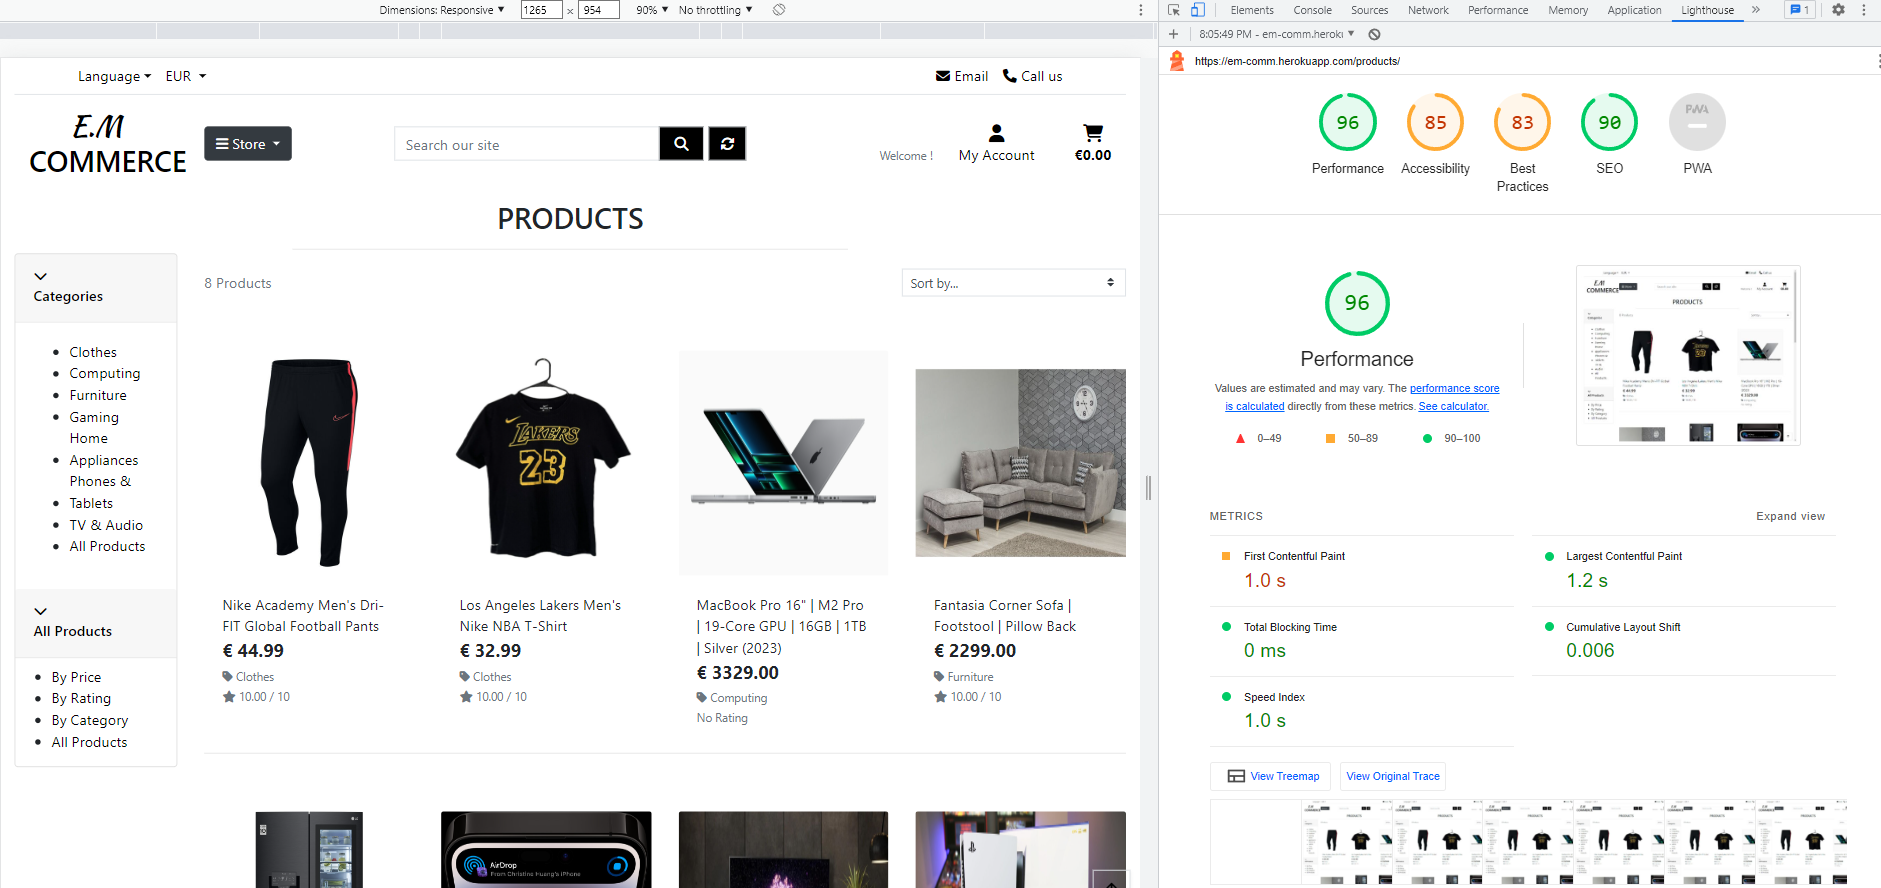 Dimensions: Responsive ▼ 1265 × 954 90% ▼ No throttling ▼
Language EUR
Email Call us
E.M
COMMERCE
Store
Search our site
Welcome !
My Account
€0.00
PRODUCTS
Categories
Clothes
Computing
Furniture
Gaming
Home
Appliances
Phones &
Tablets
TV & Audio
All Products
All Products
By Price
By Rating
By Category
All Products
8 Products
Sort by...
LAKERS
23
Nike Academy Men's Dri-
FIT Global Football Pants
€ 44.99
Clothes
10.00 / 10
Los Angeles Lakers Men's
Nike NBA T-Shirt
€ 32.99
Clothes
10.00 / 10
MacBook Pro 16" | M2 Pro
| 19-Core GPU | 16GB | 1TB
| Silver (2023)
€ 3329.00
Computing
No Rating
Fantasia Corner Sofa |
Footstool | Pillow Back
€ 2299.00
Furniture
10.00 / 10
AirDrop
From Christine Huang's iPhone
Elements Console Sources Network Performance Memory Application Lighthouse » 1
8:05:49 PM - em-comm.heroku ▼
https://em-comm.herokuapp.com/products/
96
Performance
85
Accessibility
83
Best
Practices
90
SEO
PWA
PWA
96
Performance
Values are estimated and may vary. The performance score
is calculated directly from these metrics. See calculator.
0–49
50–89
90–100
PRODUCTS
METRICS
Expand view
First Contentful Paint
1.0 s
Largest Contentful Paint
1.2 s
Total Blocking Time
0 ms
Cumulative Layout Shift
0.006
Speed Index
1.0 s
View Treemap
View Original Trace